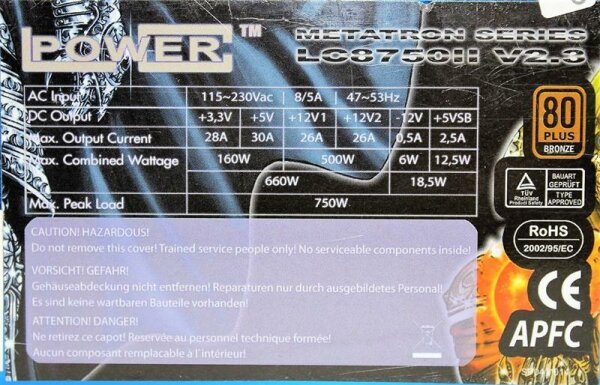 LC POWER™
METATRON SERIES
LC8750II V2.3
AC Input 115~230Vac 8/5A 47~53Hz
DC Output +3,3V +5V +12V1 +12V2 -12V +5VSB
Max. Output Current 28A 30A 26A 26A 0,5A 2,5A
Max. Combined Wattage 160W 500W 6W 12,5W
660W 18,5W
Max. Peak Load 750W
80
PLUS
BRONZE
TÜV
Rheinland
Product Safety
BAUART
GEPRÜFT
TYPE
APPROVED
RoHS
2002/95/EC
CE
APFC
CAUTION! HAZARDOUS!
Do not remove this cover! Trained service people only! No serviceable components inside!
VORSICHT! GEFAHR!
Gehäuseabdeckung nicht entfernen! Reparaturen nur durch ausgebildetes Personal!
Es sind keine wartbaren Bauteile vorhanden!
ATTENTION! DANGER!
Ne retirez ce capot! Reservée au personnel technique formée!
Aucun composant remplacable à l'intérieur!